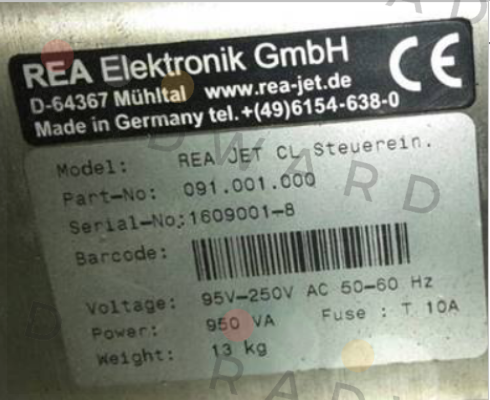 REA Elektronik GmbH
D-64367 Mühltal www.rea-jet.de
Made in Germany tel.+(49)6154-638-0
CE
Model: REA JET CL Steuerein.
Part-No: 091.001.000
Serial-No.:1609001-8
Barcode:
Voltage: 95V-250V AC 50-60 Hz
Power: 950 VA Fuse : T 10A
Weight: 13 kg